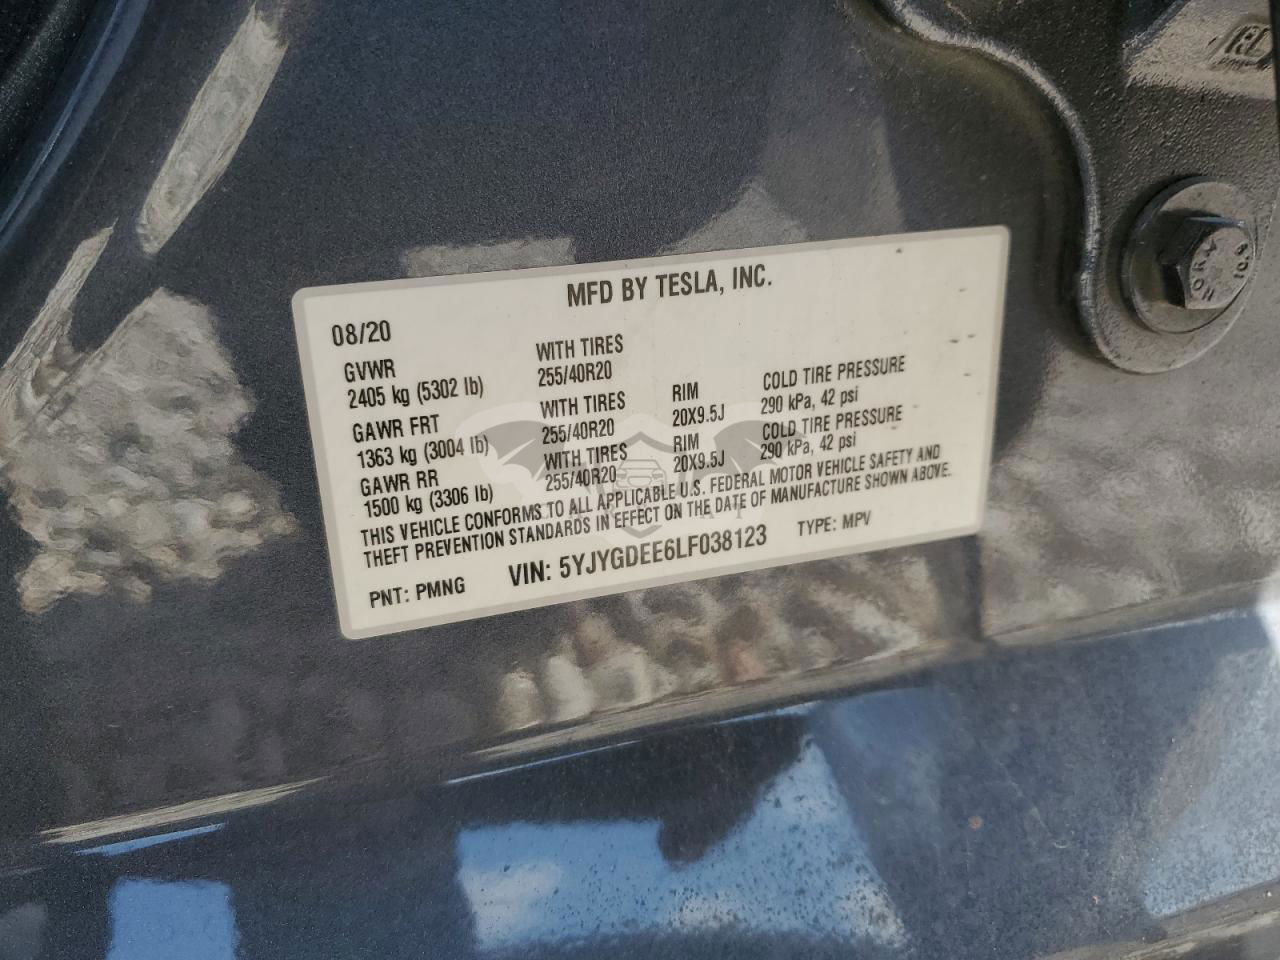 MFD BY TESLA, INC.
08/20
GVWR WITH TIRES
2405 kg (5302 lb) 255/40R20
GAWR FRT WITH TIRES RIM COLD TIRE PRESSURE
1363 kg (3004 lb) 255/40R20 20X9.5J 290 kPa, 42 psi
GAWR RR WITH TIRES RIM COLD TIRE PRESSURE
1500 kg (3306 lb) 255/40R20 20X9.5J 290 kPa, 42 psi
THIS VEHICLE CONFORMS TO ALL APPLICABLE U.S. FEDERAL MOTOR VEHICLE SAFETY AND
THEFT PREVENTION STANDARDS IN EFFECT ON THE DATE OF MANUFACTURE SHOWN ABOVE.
PNT: PMNG VIN: 5YJYGDEE6LF038123 TYPE: MPV
10.9